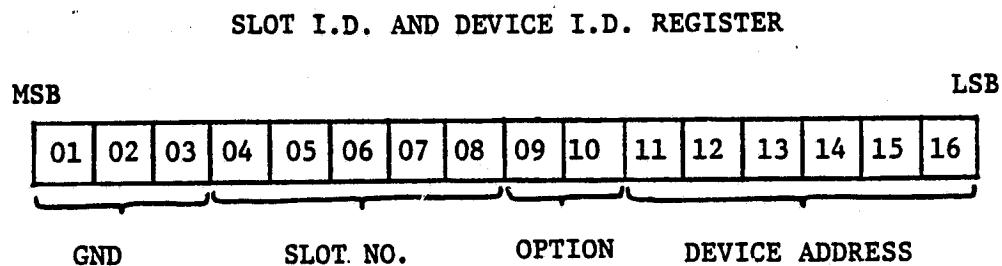 SLOT I.D. AND DEVICE I.D. REGISTER
MSB LSB
01 02 03 04 05 06 07 08 09 10 11 12 13 14 15 16
GND SLOT NO. OPTION DEVICE ADDRESS